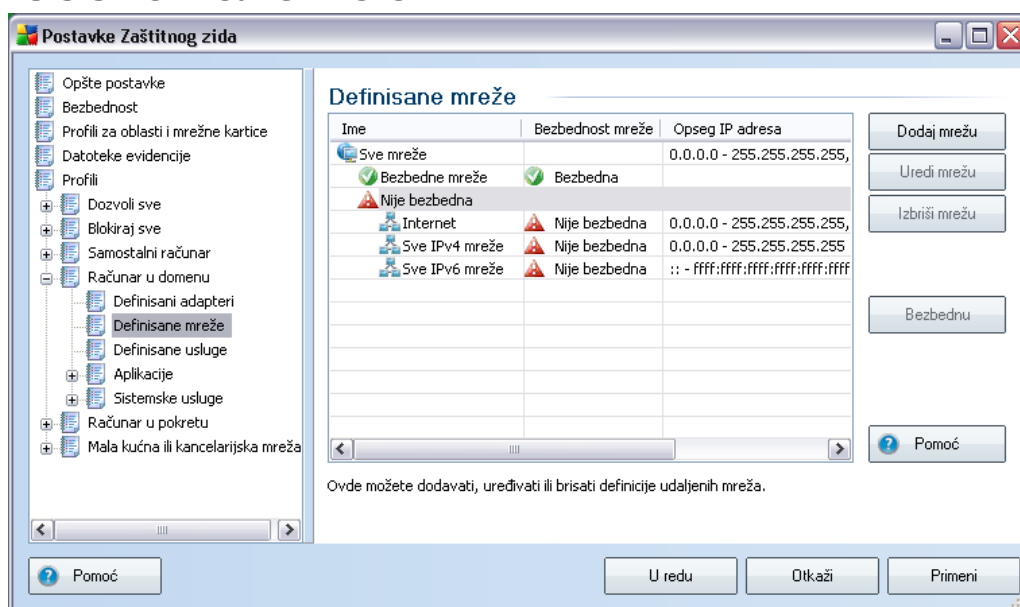 Postavke Zaštitnog zida
Opšte postavke
Bezbednost
Profili za oblasti i mrežne kartice
Datoteke evidencije
Profili
Dozvoli sve
Blokiraj sve
Samostalni računar
Računar u domenu
Definisani adapteri
Definisane mreže
Definisane usluge
Aplikacije
Sistemske usluge
Računar u pokretu
Mala kućna ili kancelarijska mreža
Definisane mreže
Ime Bezbednost mreže Opseg IP adresa
Sve mreže 0.0.0.0 - 255.255.255.255,
Bezbedne mreže Bezbedna
Nije bezbedna
Internet Nije bezbedna 0.0.0.0 - 255.255.255.255,
Sve IPv4 mreže Nije bezbedna 0.0.0.0 - 255.255.255.255
Sve IPv6 mreže Nije bezbedna :: - ffff:ffff:ffff:ffff:ffff:ffff
Dodaj mrežu
Uredi mrežu
Izbriši mrežu
Bezbednu
Pomoć
Ovde možete dodavati, uređivati ili brisati definicije udaljenih mreža.
Pomoć
U redu
Otkaži
Primeni